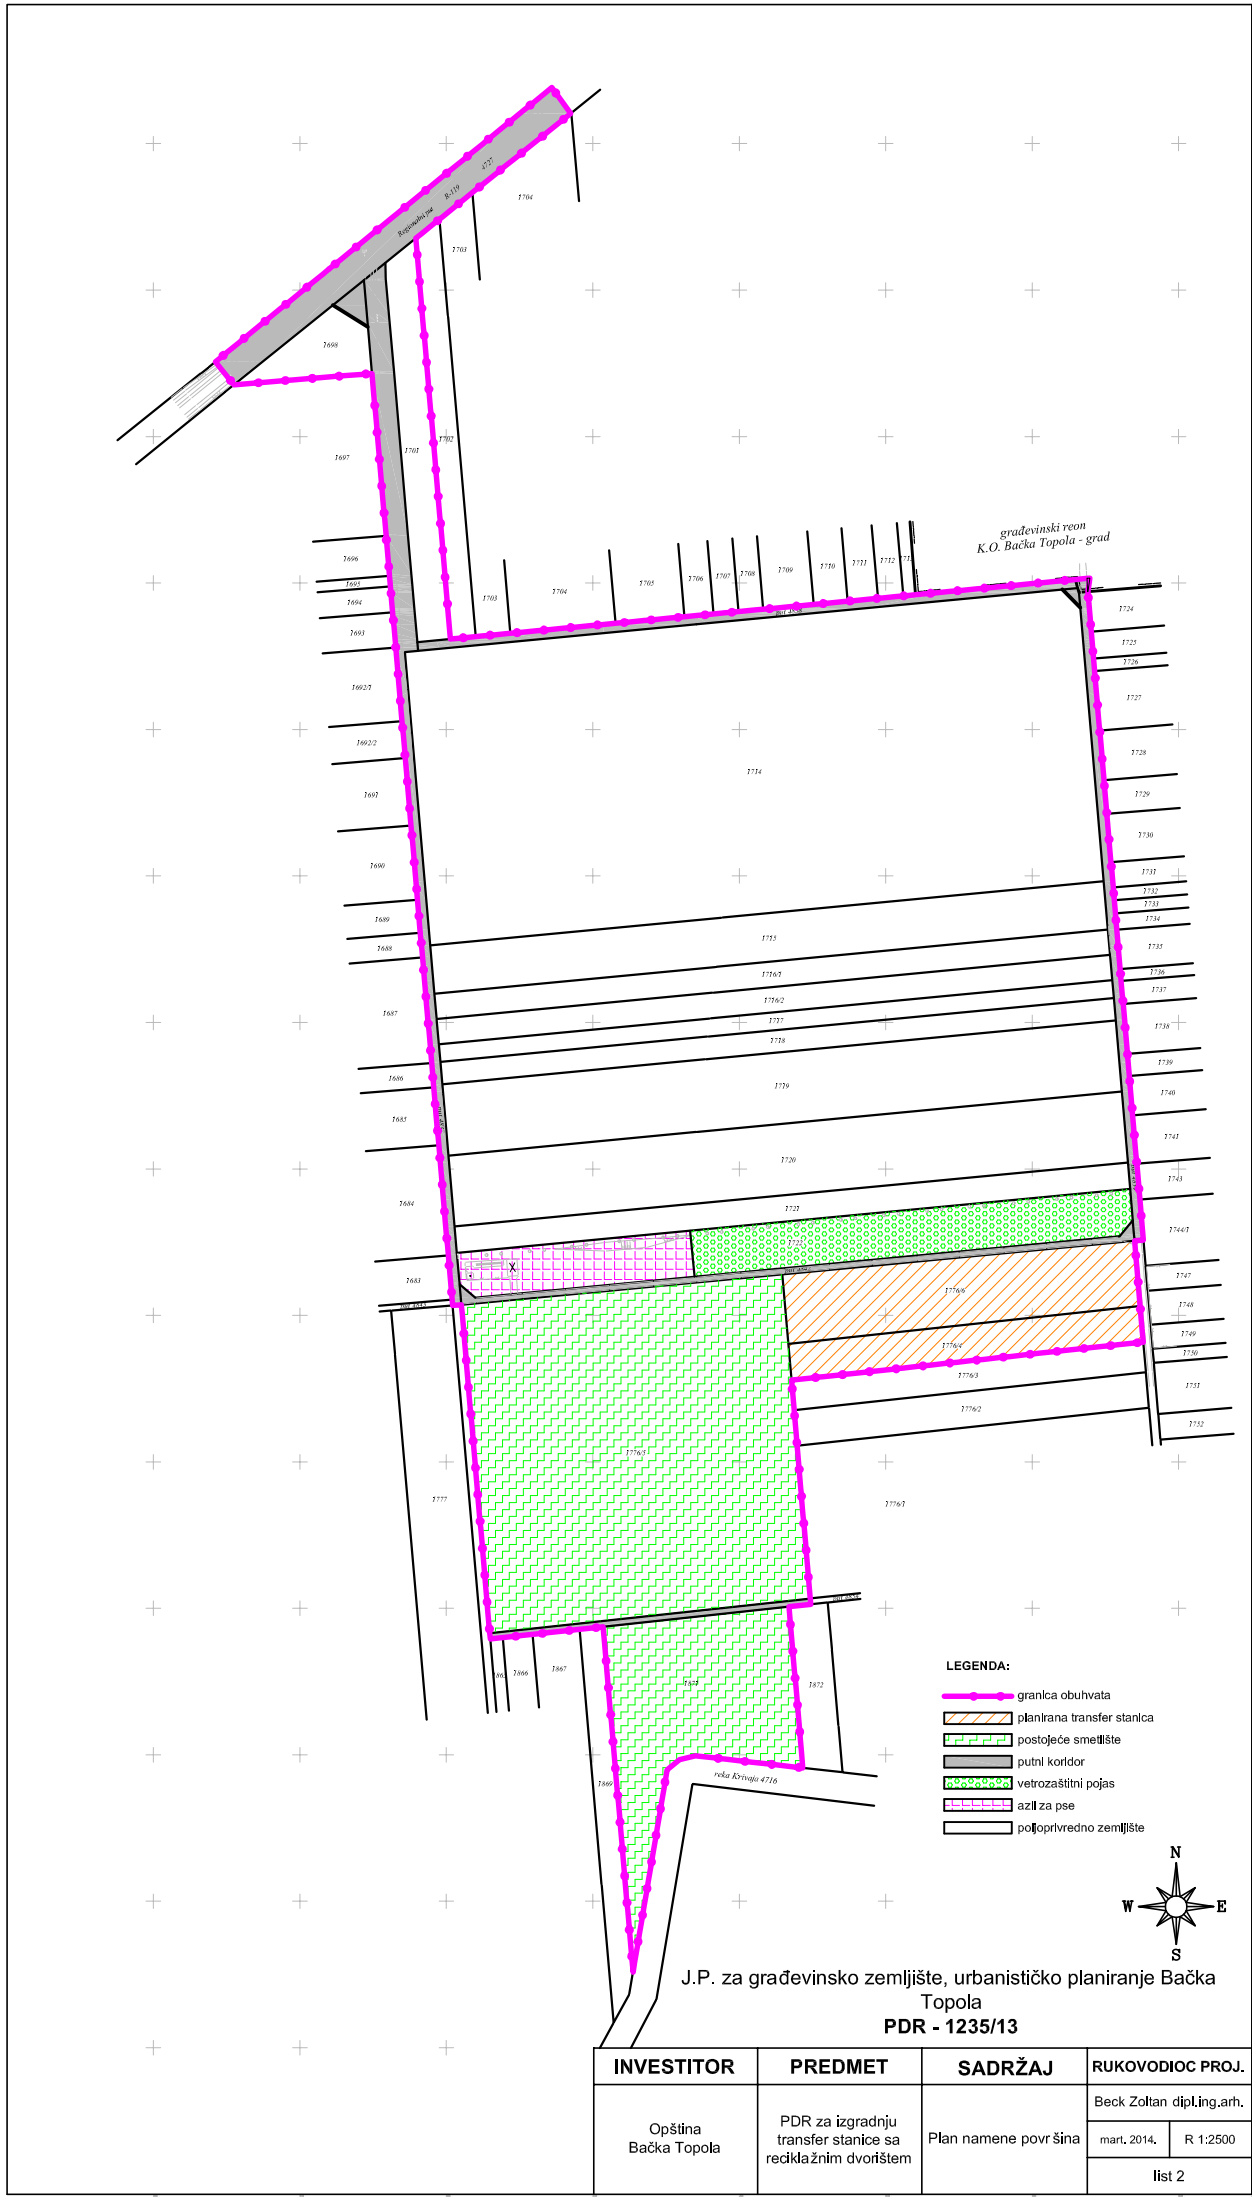 4727
R-119
Regionalni put
1704
1703
1698
1702
1701
1697
građevinski reon
K.O. Bačka Topola - grad
1696
1695
1694
1693
1703
1704
1705
1706
1707
1708
1709
1710
1711
1712
1724
1725
1726
1727
1692/1
1692/2
1728
1714
1691
1729
1730
1690
1731
1732
1733
1734
1689
1715
1735
1688
1716/1
1736
1737
1716/2
1687
1717
1738
1718
1739
1686
1719
1740
1685
1741
1720
1743
1684
1721
1744/1
1722
X
1683
1747
1776/6
1748
1749
1776/4
1750
1776/3
1751
1776/2
1752
1776/5
1777
1776/1
1866
1867
1871
1872
1869
reka Krivaja 4716
LEGENDA:
granica obuhvata
planirana transfer stanica
postojeće smetlište
putni koridor
vetrozaštitni pojas
azil za pse
poljoprivredno zemljište
N
W E
S
J.P. za građevinsko zemljište, urbanističko planiranje Bačka
Topola
PDR - 1235/13
INVESTITOR
PREDMET
SADRŽAJ
RUKOVODIOC PROJ.
Opština
Bačka Topola
PDR za izgradnju
transfer stanice sa
reciklažnim dvorištem
Plan namene površina
Beck Zoltan dipl.ing.arh.
mart. 2014.
R 1:2500
list 2